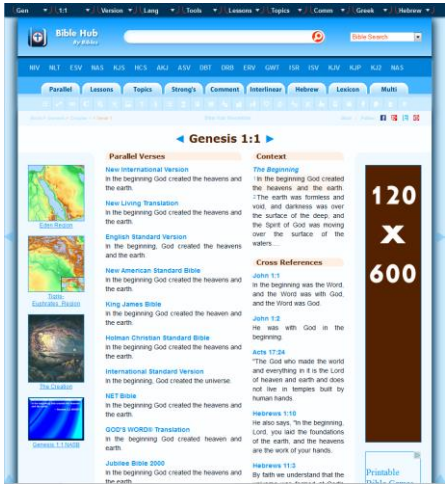 Gen 1:1 Version Lang Tools Lessons Topics Comm Greek Hebrew
Bible Hub
By Biblos
Bible Search
NIV NLT ESV NAS KJS HCS AKJ ASV DBT DRB ERV GWT ISR ISV KJV KJP KJ2 NAS
Parallel Lessons Topics Strong's Comment Interlinear Hebrew Lexicon Multi
◄ Genesis 1:1 ►
Eden Region
Trans-
Euphrates Region
The Creation
Genesis 1:1 NASB
Parallel Verses
New International Version
In the beginning God created the heavens and
the earth.
New Living Translation
In the beginning God created the heavens and
the earth.
English Standard Version
In the beginning, God created the heavens
and the earth.
New American Standard Bible
In the beginning God created the heavens and
the earth.
King James Bible
In the beginning God created the heaven and
the earth.
Holman Christian Standard Bible
In the beginning God created the heavens and
the earth.
International Standard Version
In the beginning, God created the universe.
NET Bible
In the beginning God created the heavens and
the earth.
GOD'S WORD® Translation
In the beginning God created heaven and
earth.
Jubilee Bible 2000
In the beginning God created the heavens and
the earth.
Context
The Beginning
1In the beginning God created
the heavens and the earth.
2The earth was formless and
void, and darkness was over
the surface of the deep, and
the Spirit of God was moving
over the surface of the
waters....
Cross References
John 1:1
In the beginning was the Word,
and the Word was with God,
and the Word was God.
John 1:2
He was with God in the
beginning.
Acts 17:24
"The God who made the world
and everything in it is the Lord
of heaven and earth and does
not live in temples built by
human hands.
Hebrews 1:10
He also says, "In the beginning,
Lord, you laid the foundations
of the earth, and the heavens
are the work of your hands.
Hebrews 11:3
By faith we understand that the
120
X
600
Printable
Bible Games